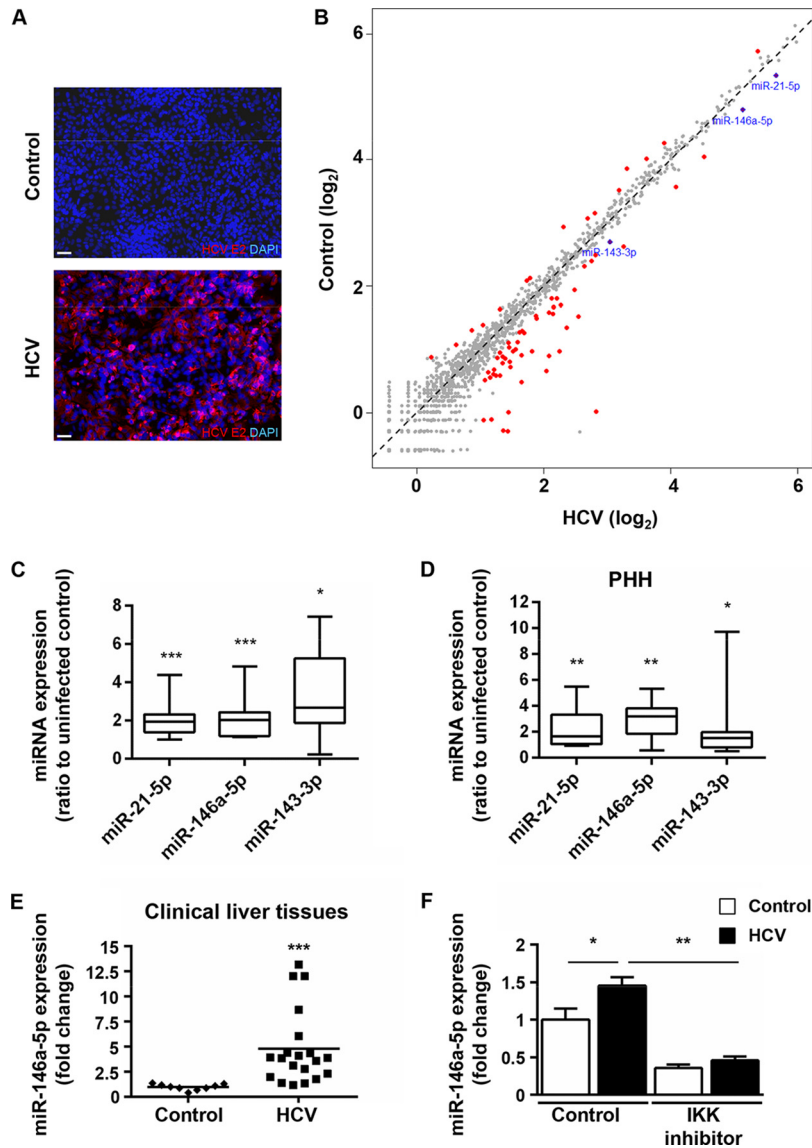 A
Control
HCV E2 DAPI
HCV
HCV E2 DAPI
B
Control (log2)
6
4
2
0
miR-21-5p
miR-146a-5p
miR-143-3p
0 2 4 6
HCV (log2)
C
miRNA expression
(ratio to uninfected control)
8
6
4
2
0
***
***
*
miR-21-5p
miR-146a-5p
miR-143-3p
D
PHH
miRNA expression
(ratio to uninfected control)
12
10
8
6
4
2
0
**
**
*
miR-21-5p
miR-146a-5p
miR-143-3p
E
Clinical liver tissues
miR-146a-5p expression
(fold change)
15
12.5
10
7.5
5
2.5
0
***
Control HCV
F
Control
HCV
miR-146a-5p expression
(fold change)
2
1.5
1
0.5
0
*
**
Control IKK
inhibitor